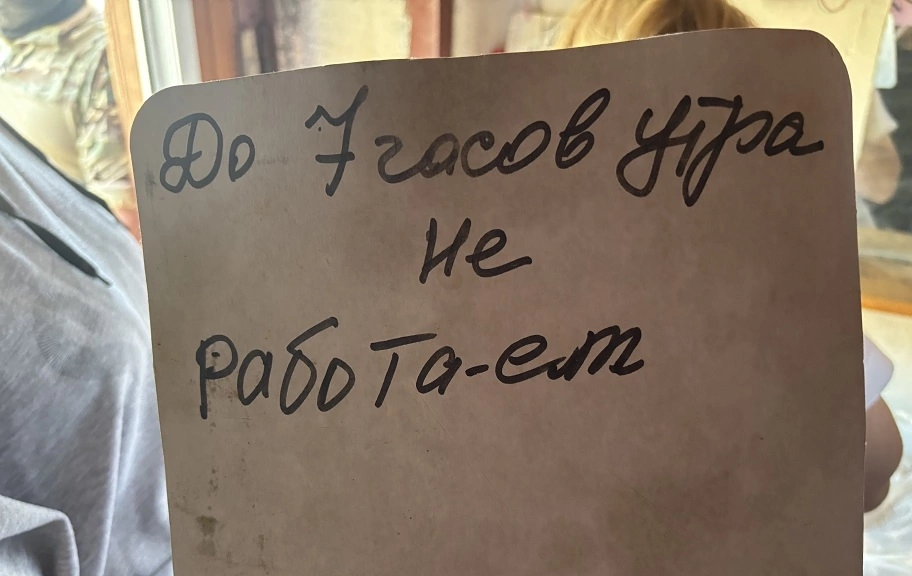 До 7 часов утра
не
работа-ет